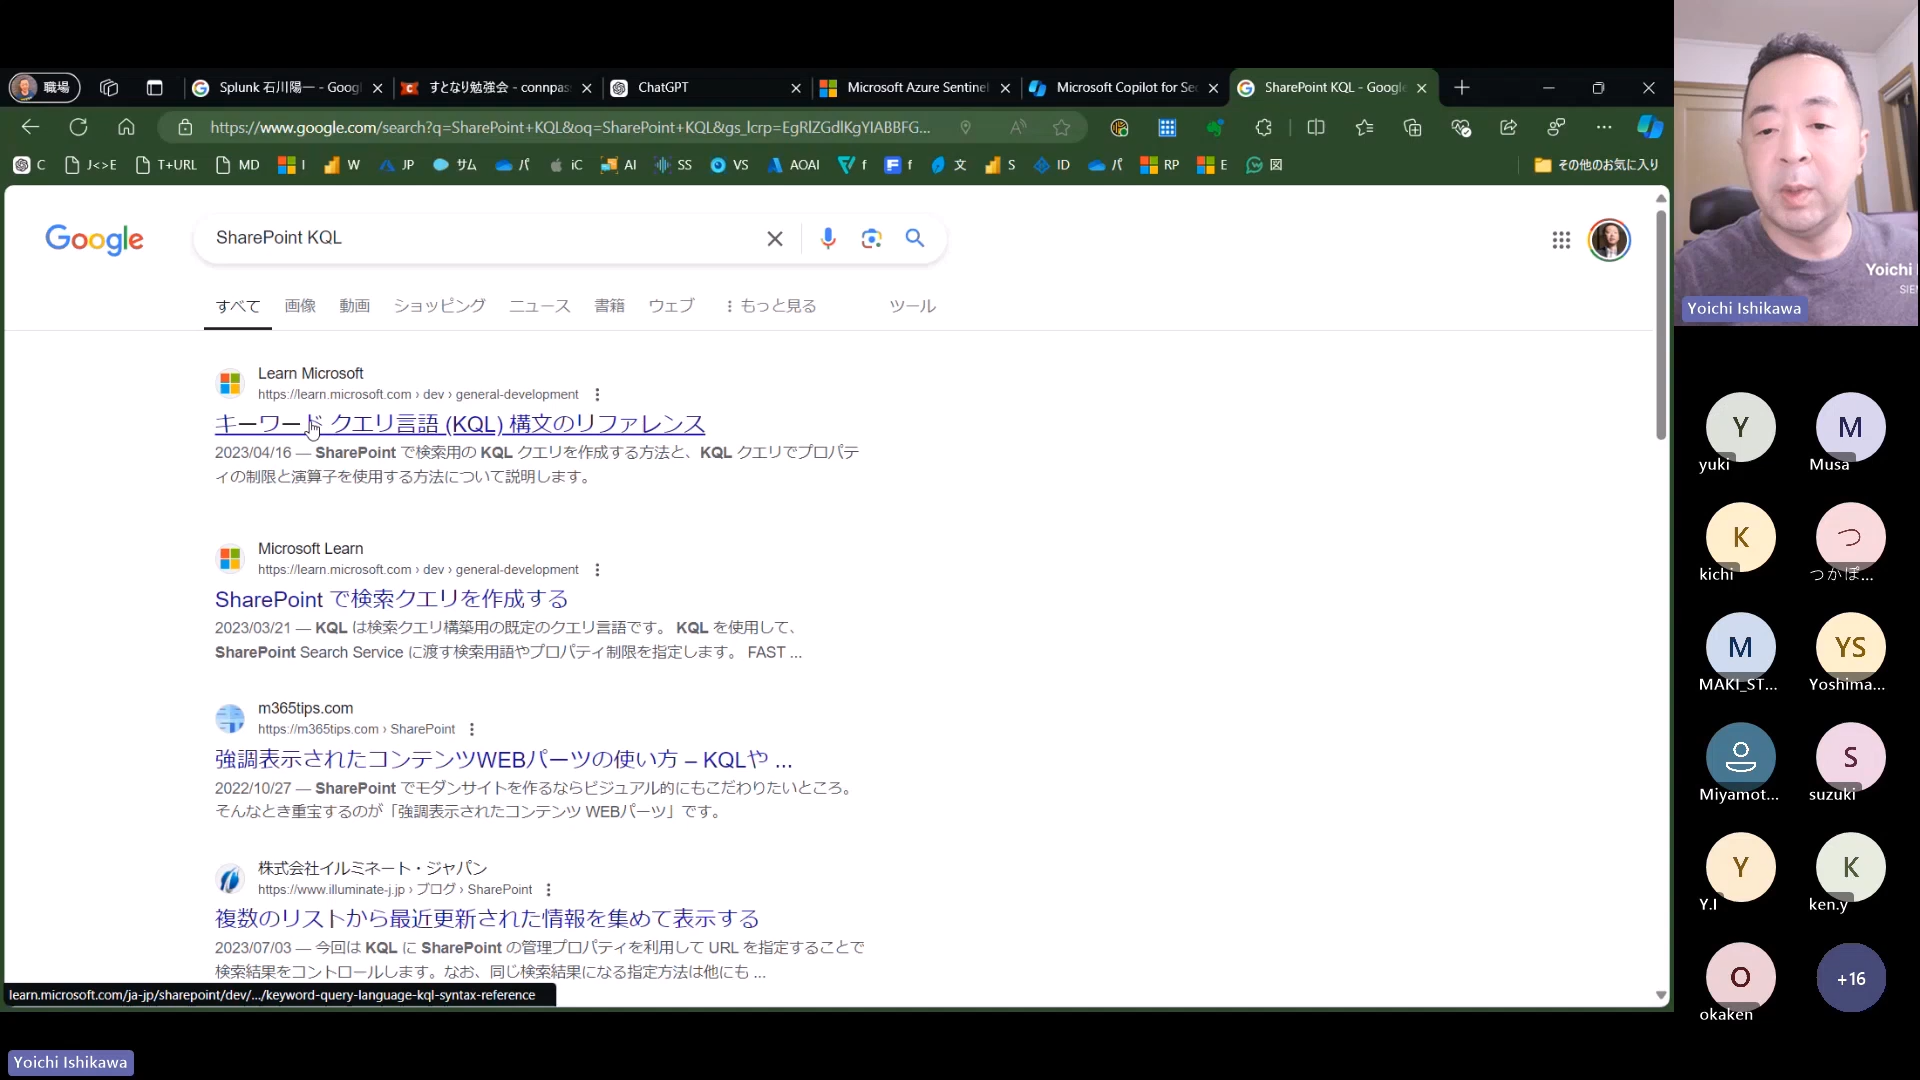 職場
Splunk 石川陽一 - Googl
すとなり勉強会 - connpas
ChatGPT
Microsoft Azure Sentinel
Microsoft Copilot for Sec
SharePoint KQL - Google
https://www.google.com/search?q=SharePoint+KQL&oq=SharePoint+KQL&gs_lcrp=EgRlZGdlKgYIABBFG...
C
J<>E
T+URL
MD
I
W
JP
サム
パ
iC
AI
SS
VS
AOAI
f
f
文
S
ID
パ
RP
E
図
その他のお気に入り
Google
SharePoint KQL
すべて
画像
動画
ショッピング
ニュース
書籍
ウェブ
もっと見る
ツール
Learn Microsoft
https://learn.microsoft.com › dev › general-development
キーワード クエリ言語 (KQL) 構文のリファレンス
2023/04/16 — SharePoint で検索用の KQL クエリを作成する方法と、KQL クエリでプロパテ
ィの制限と演算子を使用する方法について説明します。
Microsoft Learn
https://learn.microsoft.com › dev › general-development
SharePoint で検索クエリを作成する
2023/03/21 — KQL は検索クエリ構築用の既定のクエリ言語です。 KQL を使用して、
SharePoint Search Service に渡す検索用語やプロパティ制限を指定します。 FAST ...
m365tips.com
https://m365tips.com › SharePoint
強調表示されたコンテンツWEBパーツの使い方 – KQLや ...
2022/10/27 — SharePoint でモダンサイトを作るならビジュアル的にもこだわりたいところ。
そんなとき重宝するのが「強調表示されたコンテンツ WEBパーツ」です。
株式会社イルミネート・ジャパン
https://www.illuminate-j.jp › ブログ › SharePoint
複数のリストから最近更新された情報を集めて表示する
2023/07/03 — 今回は KQL に SharePoint の管理プロパティを利用して URL を指定することで
検索結果をコントロールします。なお、同じ検索結果になる指定方法は他にも ...
learn.microsoft.com/ja-jp/sharepoint/dev/.../keyword-query-language-kql-syntax-reference
Yoichi Ishikawa
Yoichi
SIE
Yoichi Ishikawa
Y
yuki
M
Musa
K
kichi
つ
つかぽ...
M
MAKI_ST...
YS
Yoshima...
Miyamot...
S
suzuki
Y
Y.I
K
ken.y
O
okaken
+16